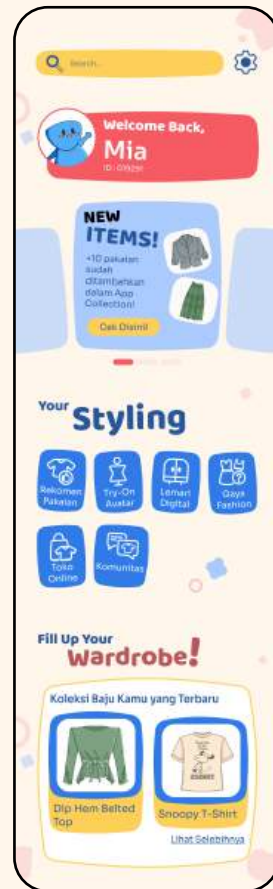 Search...
Welcome Back,
Mia
NEW
ITEMS!
+10 pakaian
sudah
ditambahkan
dalam App
Collection!
Cek Disini!
Your Styling
Rekomen
Pakaian
Try-On
Avatar
Lemari
Digital
Gaya
Fashion
Toko
Online
Komunitas
Fill Up Your
Wardrobe!
Koleksi Baju Kamu yang Terbaru
Dip Hem Belted
Top
Snoopy T-Shirt
Lihat Selebihnya